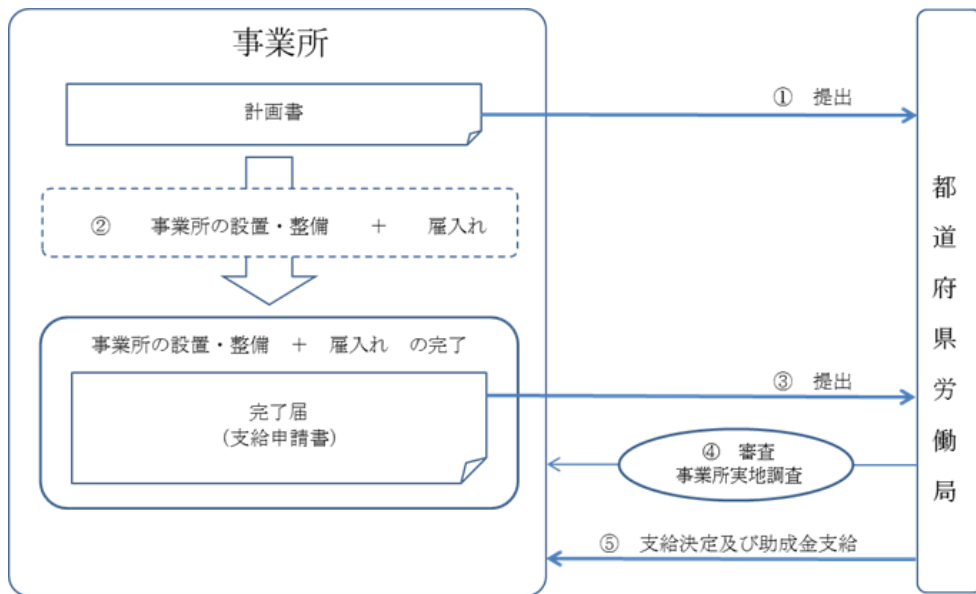 事業所
計画書
① 提出
② 事業所の設置・整備 + 雇入れ
事業所の設置・整備 + 雇入れ の完了
完了届
(支給申請書)
③ 提出
④ 審査
事業所実地調査
⑤ 支給決定及び助成金支給
都道府県労働局